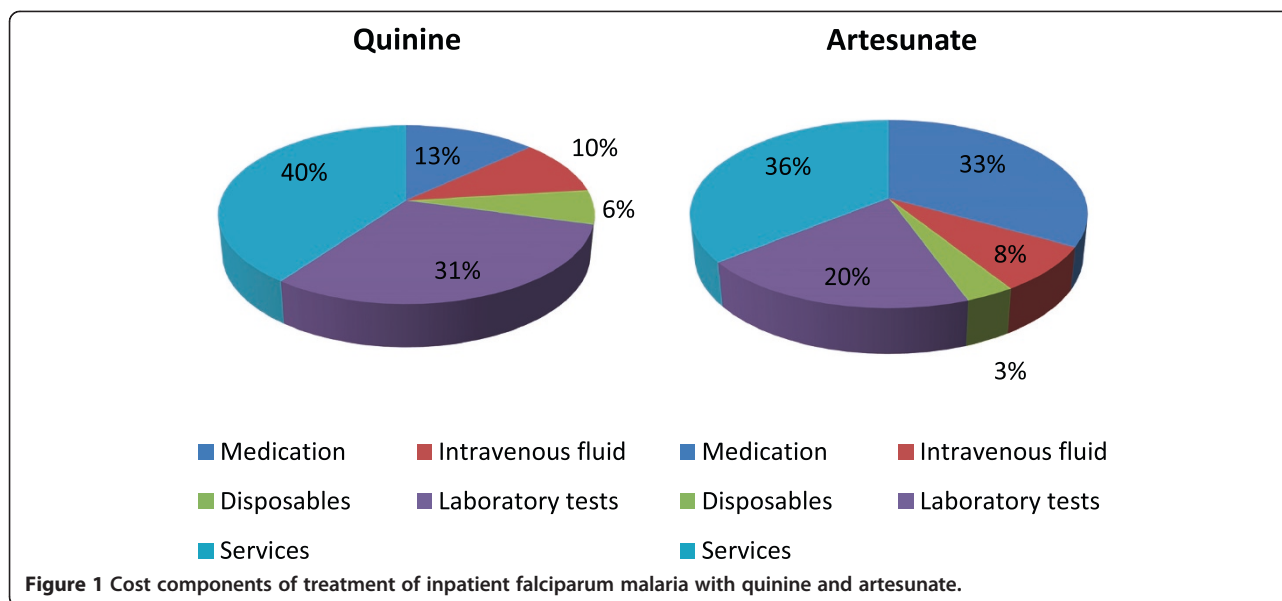 Quinine
Artesunate
40%
13%
10%
6%
31%
36%
33%
8%
20%
3%
Medication
Intravenous fluid
Disposables
Laboratory tests
Services
Medication
Intravenous fluid
Disposables
Laboratory tests
Services
Figure 1 Cost components of treatment of inpatient falciparum malaria with quinine and artesunate.